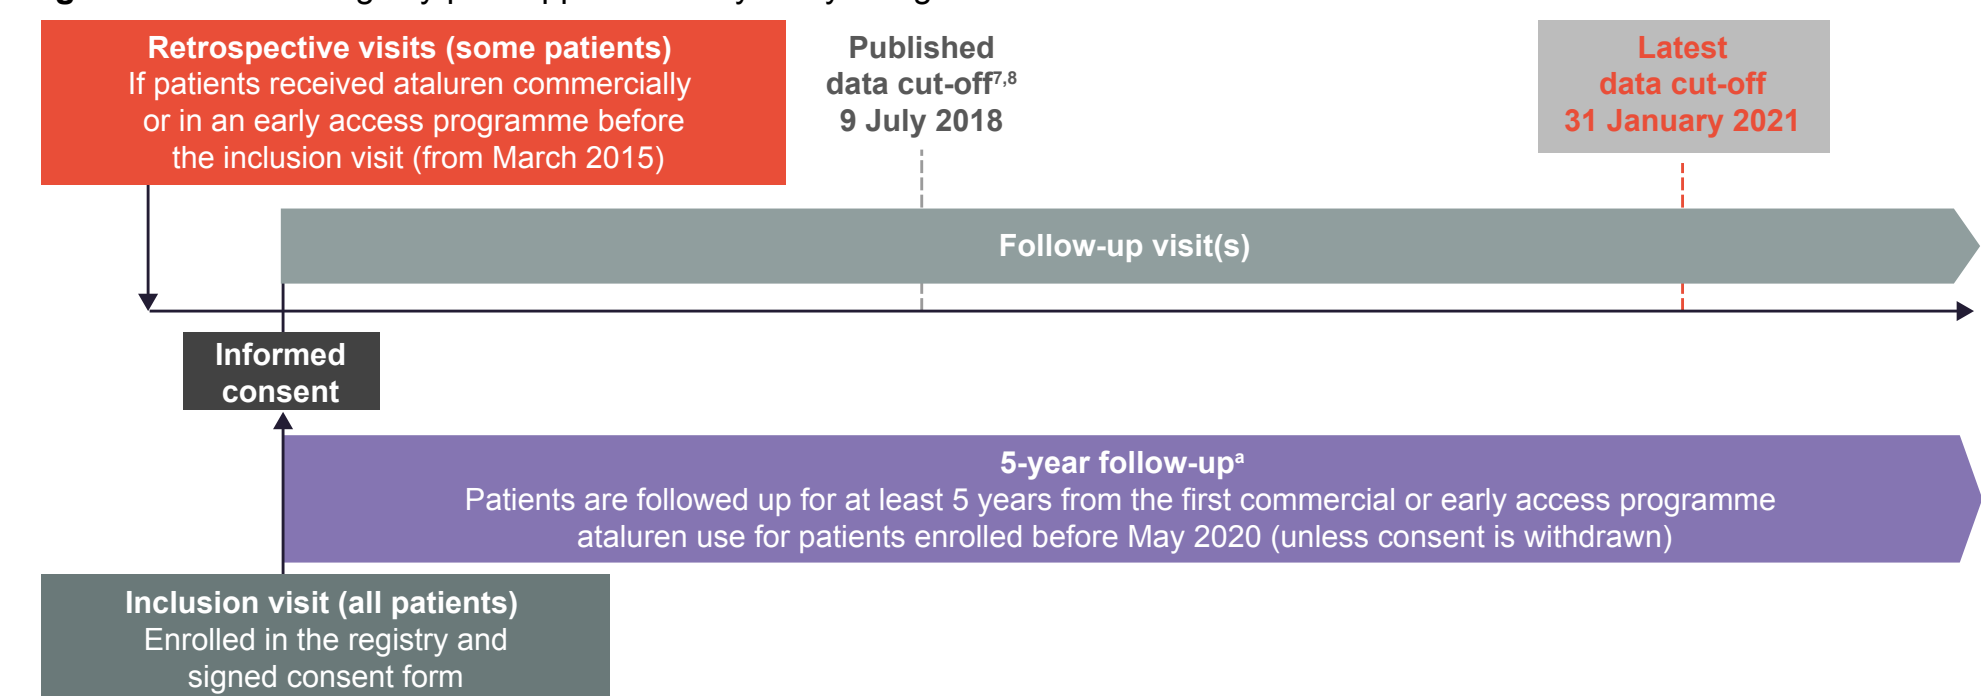 Retrospective visits (some patients)
If patients received ataluren commercially
or in an early access programme before
the inclusion visit (from March 2015)
Published
data cut-off7,8
9 July 2018
Latest
data cut-off
31 January 2021
Follow-up visit(s)
Informed
consent
5-year follow-upa
Patients are followed up for at least 5 years from the first commercial or early access programme
ataluren use for patients enrolled before May 2020 (unless consent is withdrawn)
Inclusion visit (all patients)
Enrolled in the registry and
signed consent form